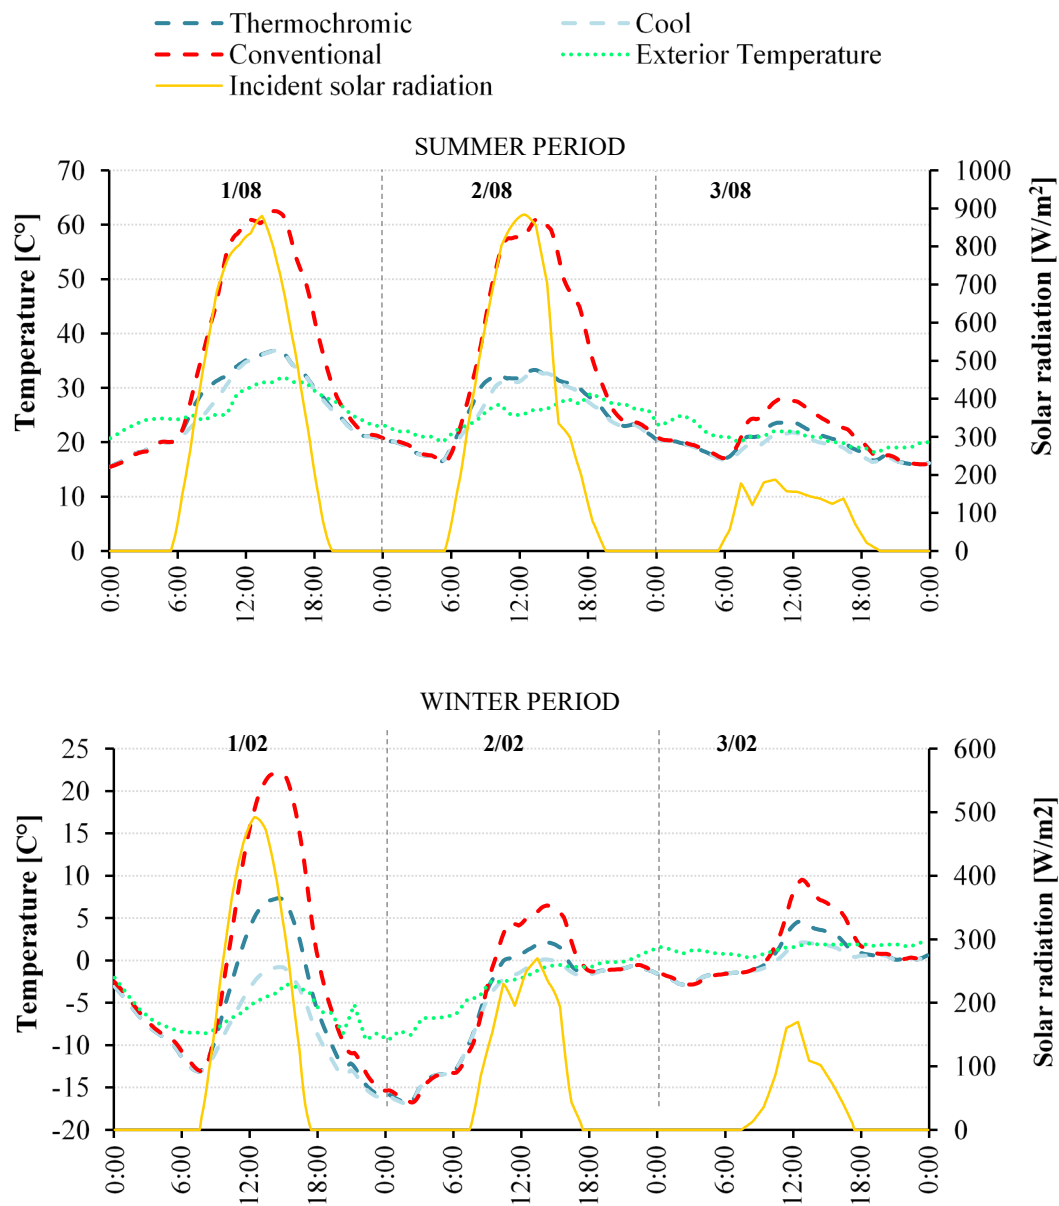 Thermochromic Cool
Conventional Exterior Temperature
Incident solar radiation
SUMMER PERIOD
1/08 2/08 3/08
Temperature [C°]
70
60
50
40
30
20
10
0
Solar radiation [W/m²]
1000
900
800
700
600
500
400
300
200
100
0
0:00 6:00 12:00 18:00 0:00 6:00 12:00 18:00 0:00 6:00 12:00 18:00 0:00
WINTER PERIOD
1/02 2/02 3/02
Temperature [C°]
25
20
15
10
5
0
-5
-10
-15
-20
Solar radiation [W/m2]
600
500
400
300
200
100
0
0:00 6:00 12:00 18:00 0:00 6:00 12:00 18:00 0:00 6:00 12:00 18:00 0:00